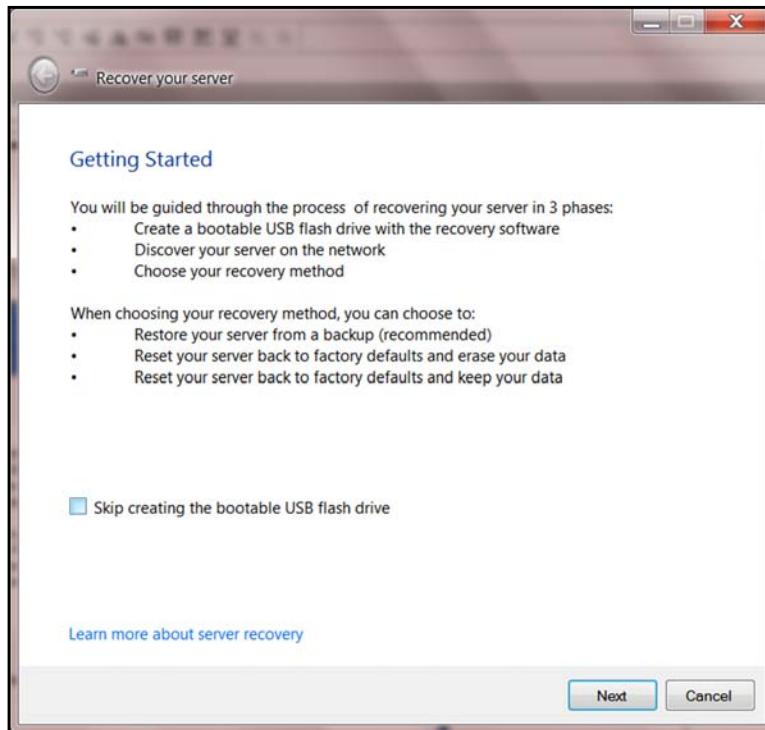 Recover your server
Getting Started
You will be guided through the process of recovering your server in 3 phases:
• Create a bootable USB flash drive with the recovery software
• Discover your server on the network
• Choose your recovery method
When choosing your recovery method, you can choose to:
• Restore your server from a backup (recommended)
• Reset your server back to factory defaults and erase your data
• Reset your server back to factory defaults and keep your data
Skip creating the bootable USB flash drive
Learn more about server recovery
Next Cancel